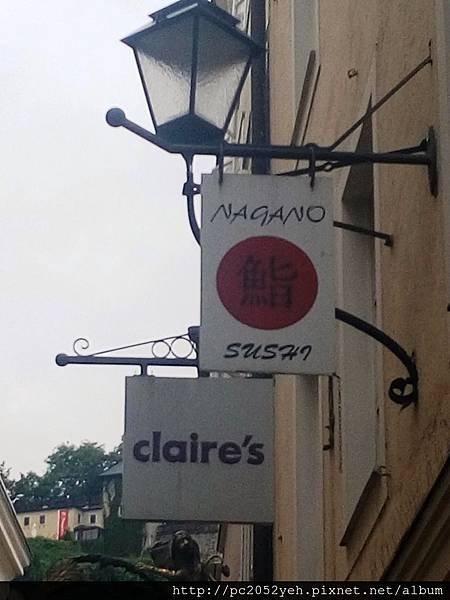 NAGANO
鮨
SUSHI
claire's
http://pc2052yeh.pixnet.net/album